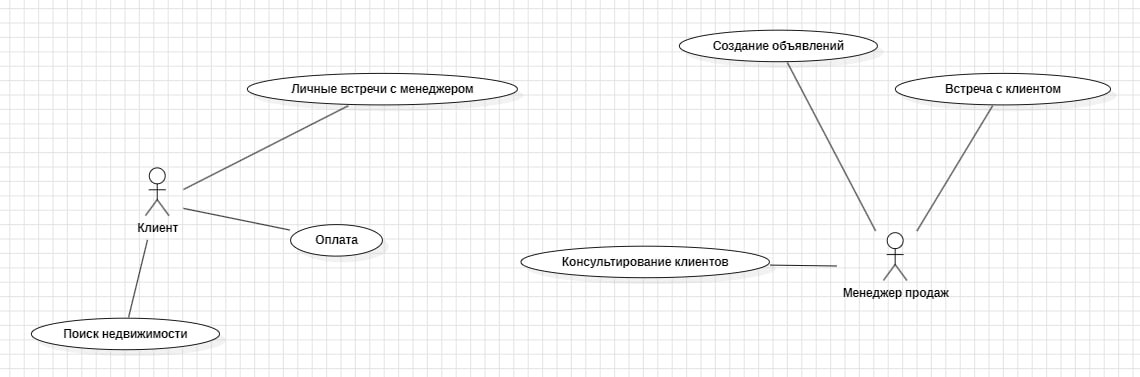 Создание объявлений
Личные встречи с менеджером
Встреча с клиентом
Клиент
Оплата
Консультирование клиентов
Менеджер продаж
Поиск недвижимости